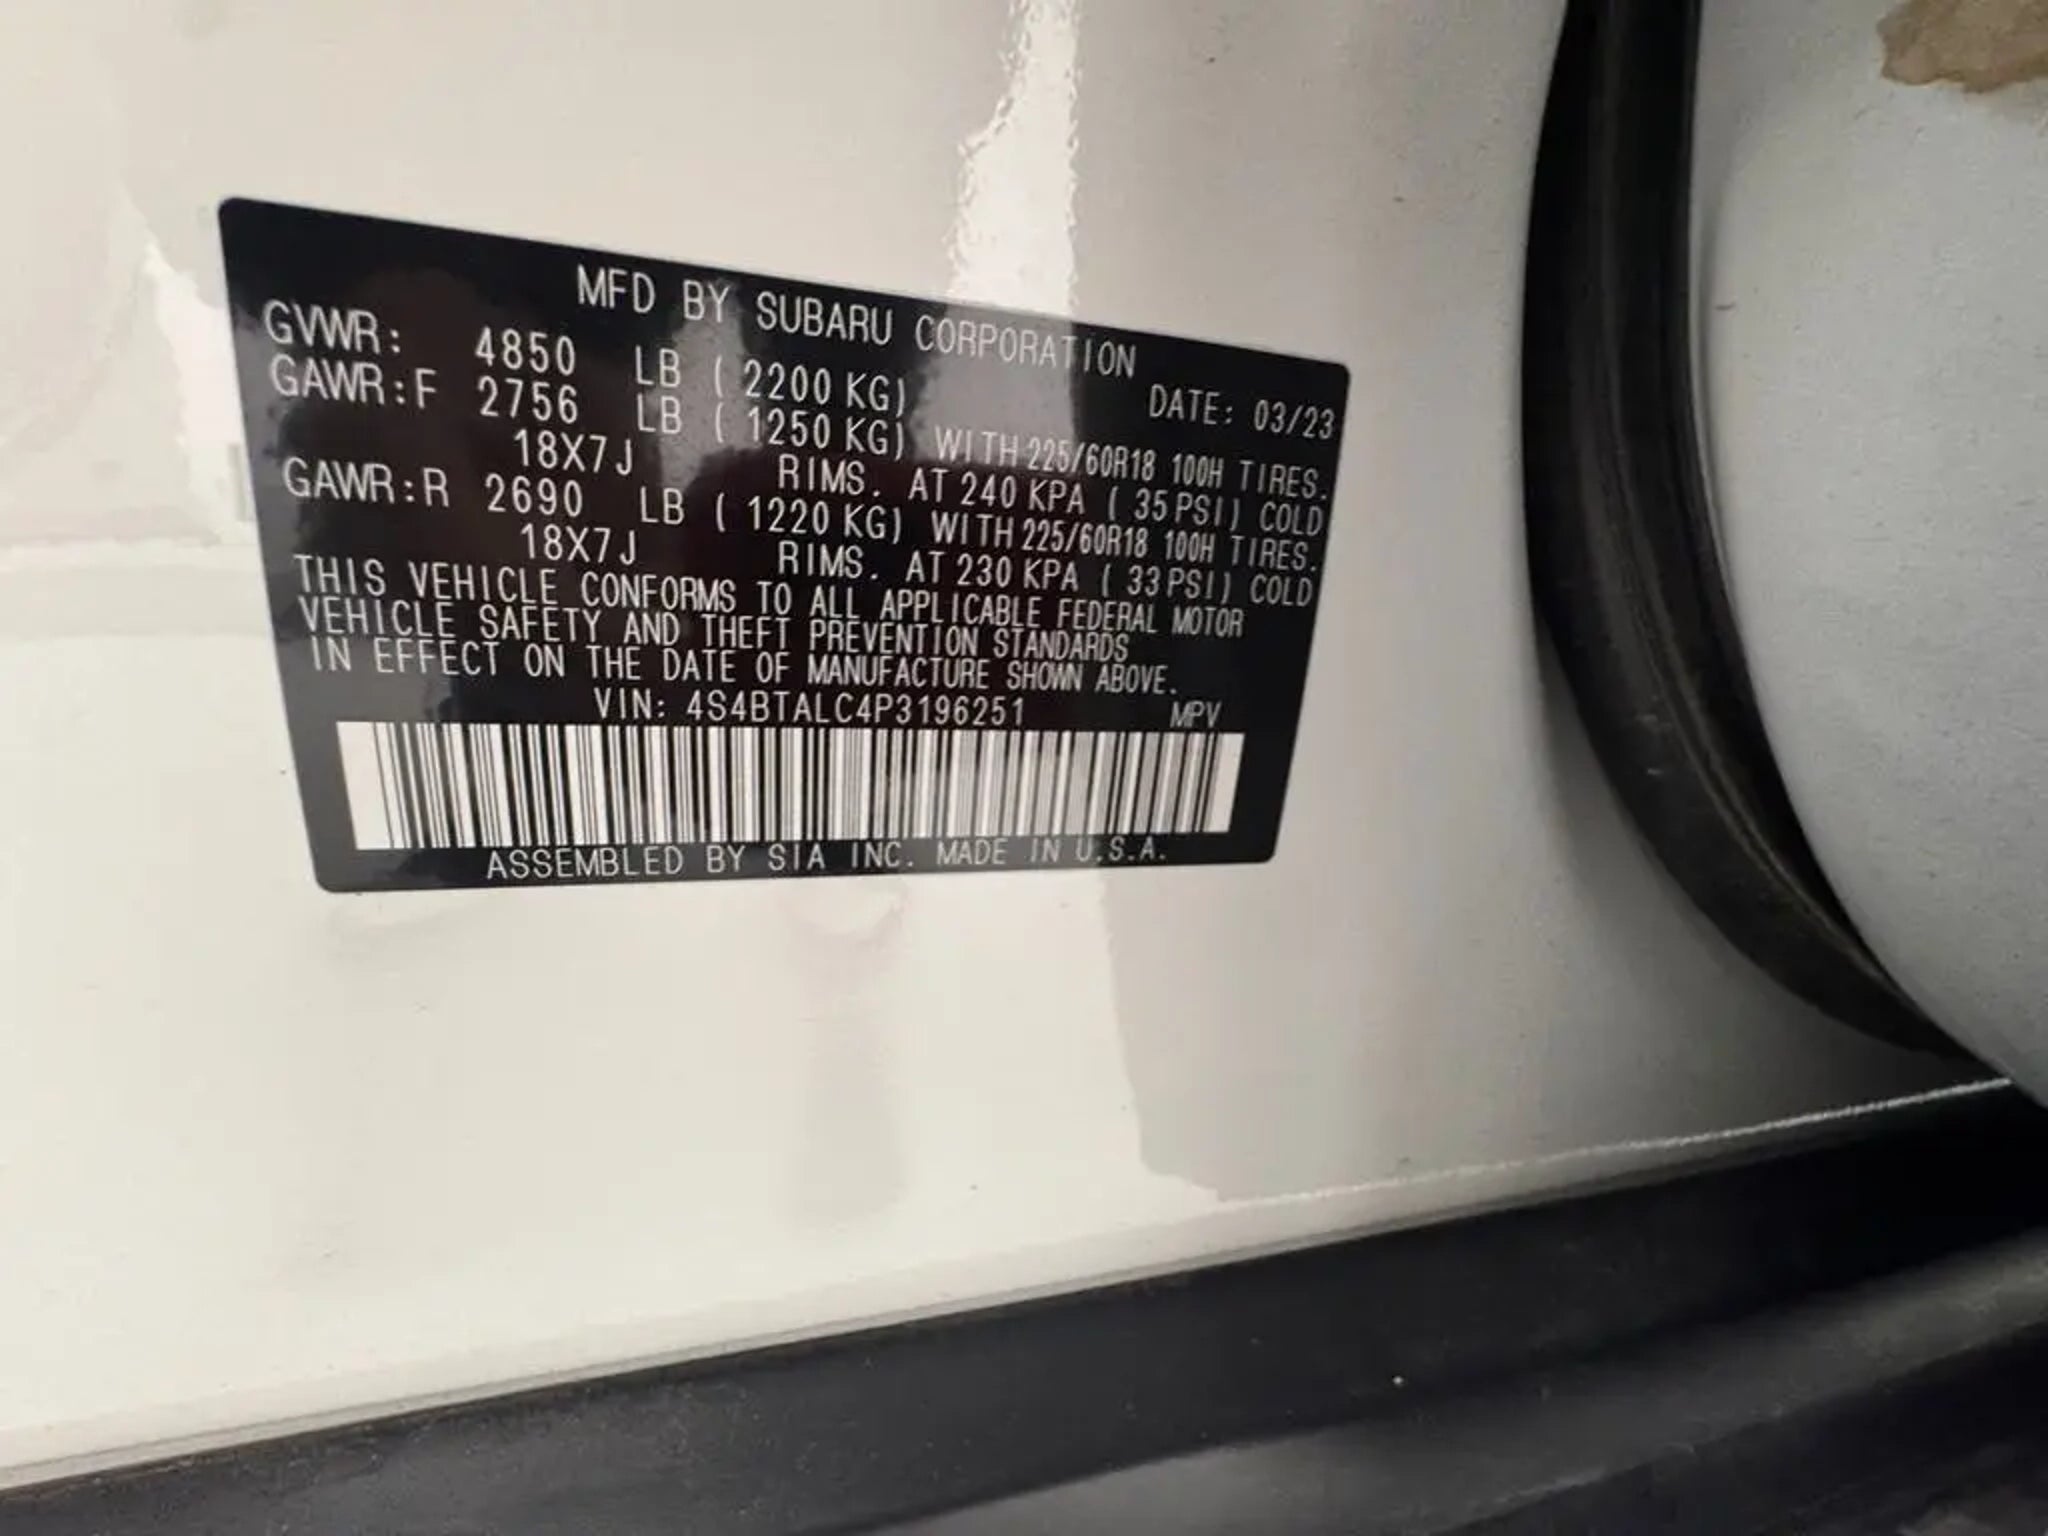 MFD BY SUBARU CORPORATION
DATE: 03/23
GVWR: 4850 LB ( 2200 KG)
GAWR:F 2756 LB ( 1250 KG) WITH 225/60R18 100H TIRES.
18X7J RIMS. AT 240 KPA ( 35 PSI) COLD
GAWR:R 2690 LB ( 1220 KG) WITH 225/60R18 100H TIRES.
18X7J RIMS. AT 230 KPA ( 33 PSI) COLD
THIS VEHICLE CONFORMS TO ALL APPLICABLE FEDERAL MOTOR
VEHICLE SAFETY AND THEFT PREVENTION STANDARDS
IN EFFECT ON THE DATE OF MANUFACTURE SHOWN ABOVE.
VIN: 4S4BTALC4P3196251 MPV
ASSEMBLED BY SIA INC. MADE IN U.S.A.